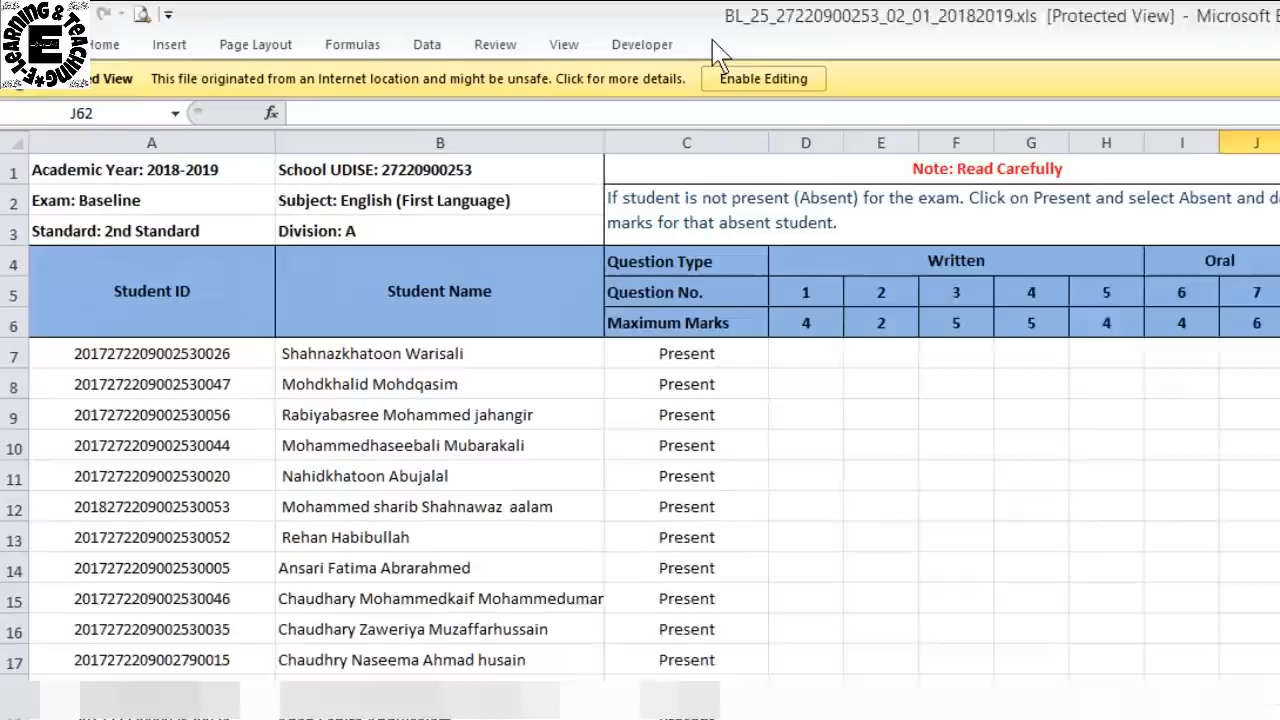 E-LEARNING & TEACHING
E
BL_25_27220900253_02_01_20182019.xls [Protected View] - Microsoft E
Home Insert Page Layout Formulas Data Review View Developer
d View This file originated from an Internet location and might be unsafe. Click for more details. Enable Editing
J62 fx
A B C D E F G H I J
1 Academic Year: 2018-2019 School UDISE: 27220900253 Note: Read Carefully
2 Exam: Baseline Subject: English (First Language) If student is not present (Absent) for the exam. Click on Present and select Absent and d
3 Standard: 2nd Standard Division: A marks for that absent student.
4 Question Type Written Oral
5 Student ID Student Name Question No. 1 2 3 4 5 6 7
6 Maximum Marks 4 2 5 5 4 4 6
7 2017272209002530026 Shahnazkhatoon Warisali Present
8 2017272209002530047 Mohdkhalid Mohdqasim Present
9 2017272209002530056 Rabiyabasree Mohammed jahangir Present
10 2017272209002530044 Mohammedhaseebali Mubarakali Present
11 2017272209002530020 Nahidkhatoon Abujalal Present
12 2018272209002530053 Mohammed sharib Shahnawaz aalam Present
13 2017272209002530052 Rehan Habibullah Present
14 2017272209002530005 Ansari Fatima Abrarahmed Present
15 2017272209002530046 Chaudhary Mohammedkaif Mohammedumar Present
16 2017272209002530035 Chaudhary Zaweriya Muzaffarhussain Present
17 2017272209002790015 Chaudhry Naseema Ahmad husain Present